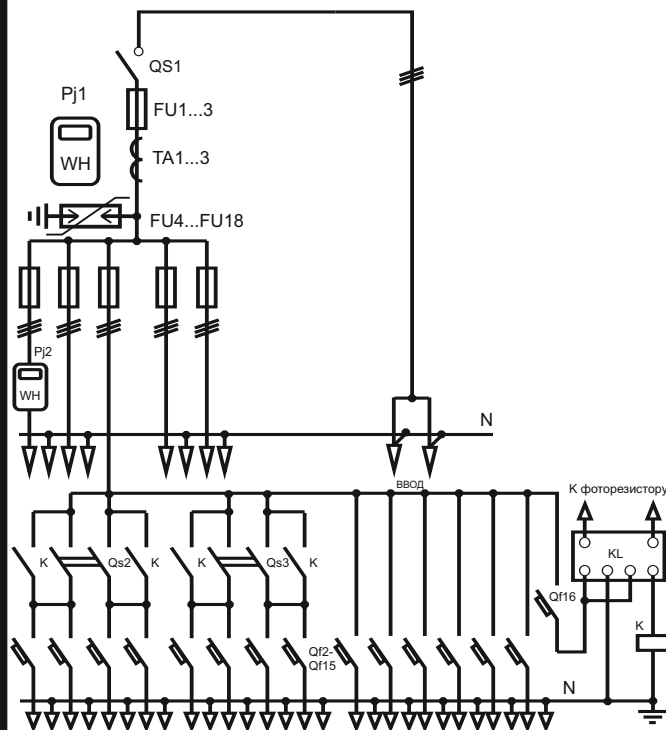 QS1
Pj1
FU1...3
WH
TA1...3
FU4...FU18
Pj2
WH
N
ВВОД
К фоторезистору
KL
K
Qs2
K
K
Qs3
K
Qf16
K
Qf2-
Qf15
N